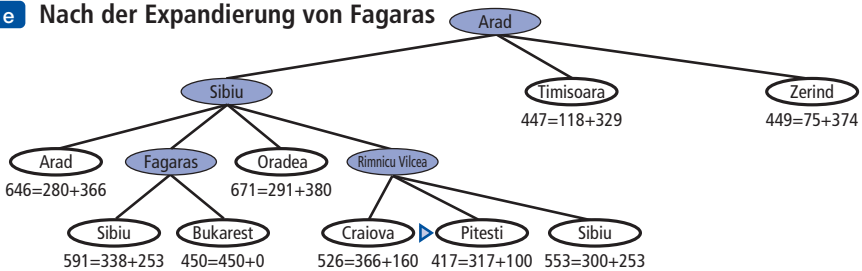 e Nach der Expandierung von Fagaras
Arad
Sibiu Timisoara Zerind
447=118+329 449=75+374
Arad Fagaras Oradea Rimnicu Vilcea
646=280+366 671=291+380
Sibiu Bukarest Craiova Pitesti Sibiu
591=338+253 450=450+0 526=366+160 417=317+100 553=300+253